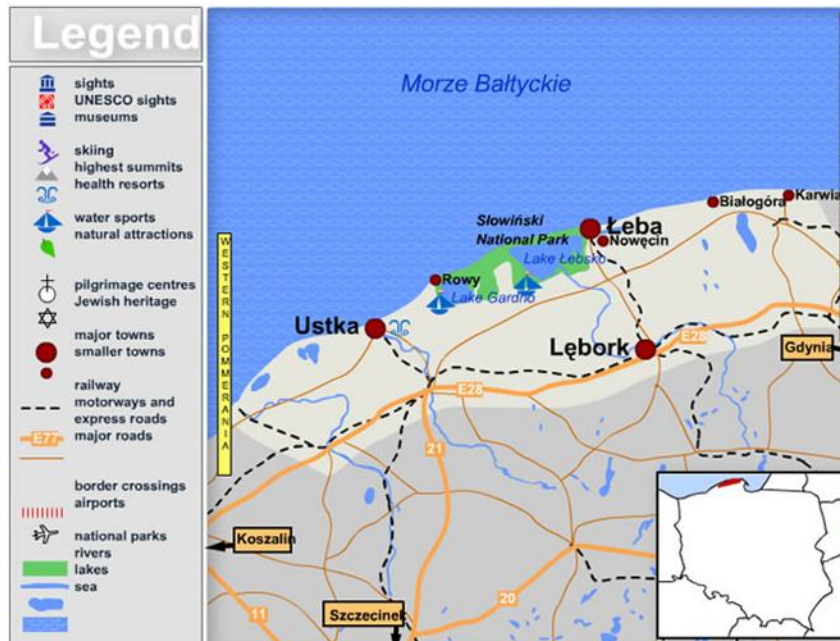 Legend
sights
UNESCO sights
museums
skiing
highest summits
health resorts
water sports
natural attractions
pilgrimage centres
Jewish heritage
major towns
smaller towns
railway
motorways and
express roads
E77
major roads
border crossings
airports
national parks
rivers
lakes
sea
Morze Bałtyckie
Białogóra
Karwia
Słowiński
National Park
Łeba
Nowęcin
Lake Łebsko
Rowy
Lake Gardno
WESTERN POMMERANIA
Ustka
Lębork
E28
Gdynia
E28
21
Koszalin
11
Szczecinek
20